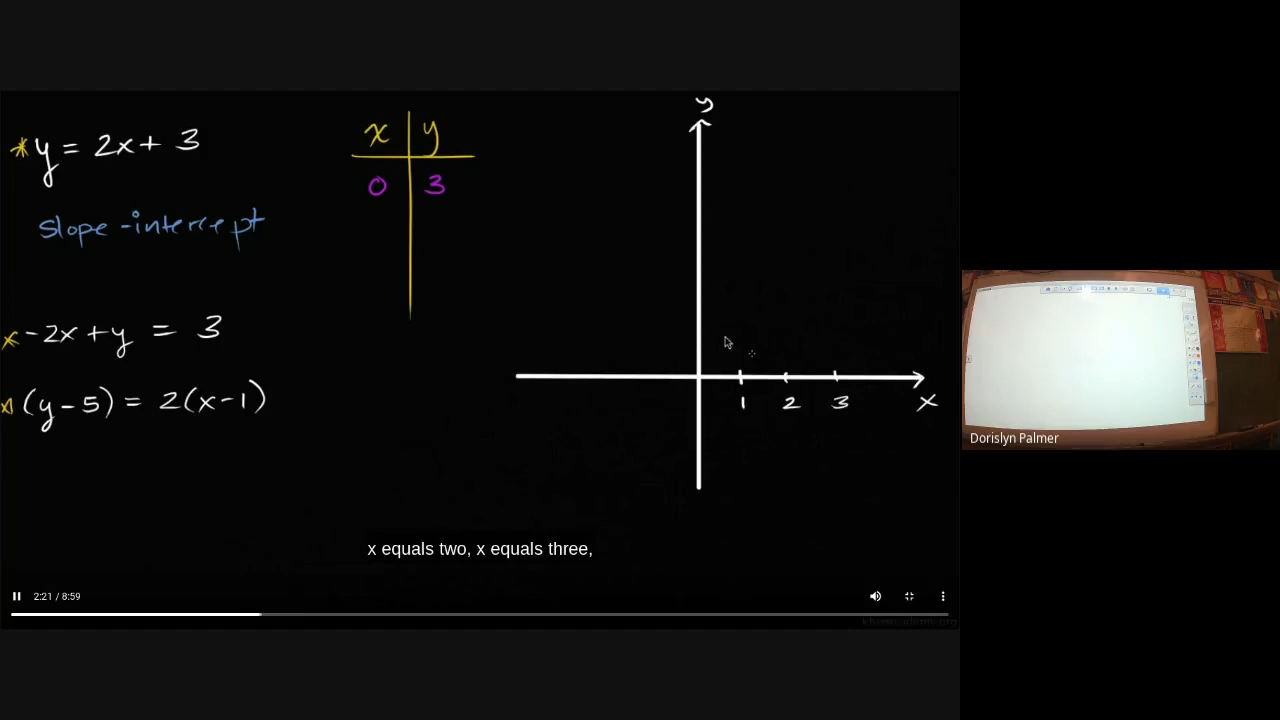 * y = 2x + 3
slope-intercept
x -2x + y = 3
(y - 5) = 2(x - 1)
x y
0 3
y
1 2 3 x
x equals two, x equals three,
2:21 / 8:59
Dorislyn Palmer